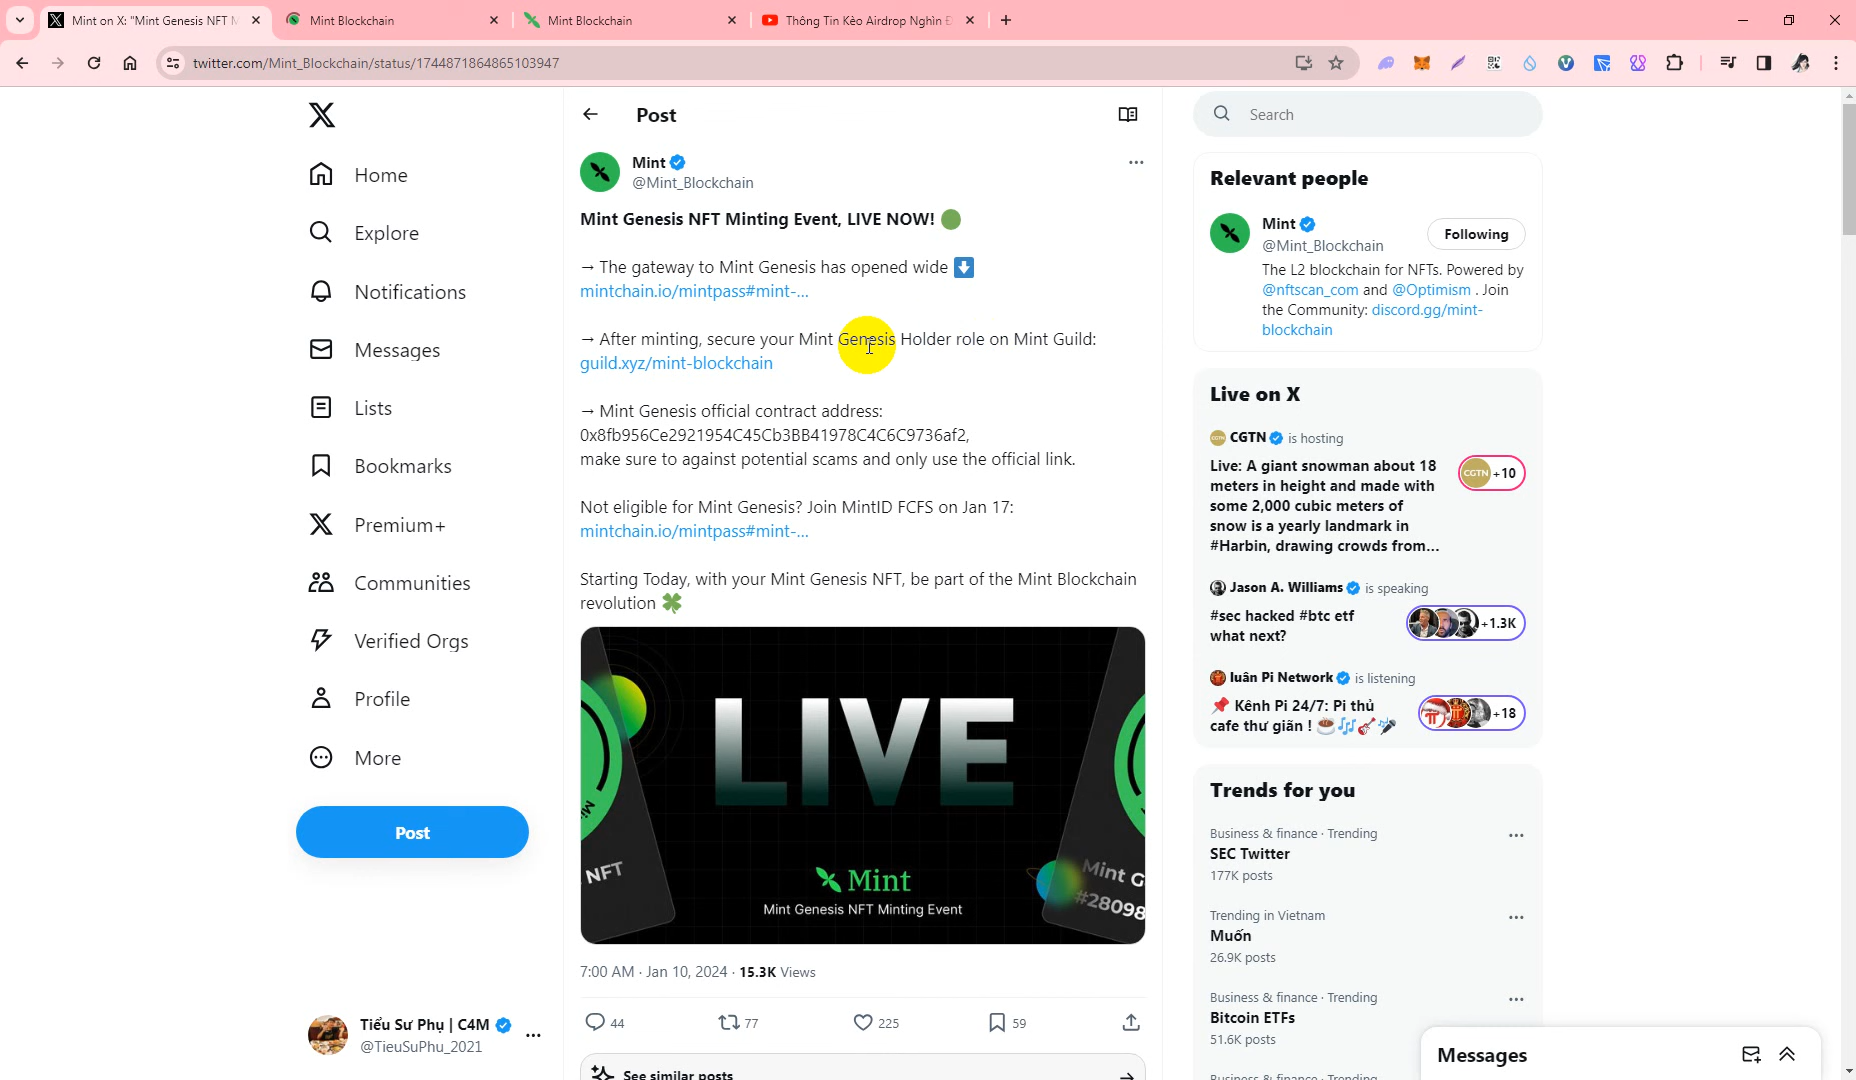 Mint on X: "Mint Genesis NFT M
Mint Blockchain
Mint Blockchain
Thông Tin Kèo Airdrop Nghìn Đ
twitter.com/Mint_Blockchain/status/1744871864865103947
Home
Explore
Notifications
Messages
Lists
Bookmarks
Premium+
Communities
Verified Orgs
Profile
More
Post
Tiểu Sư Phụ | C4M
@TieuSuPhu_2021
Post
Mint
@Mint_Blockchain
Mint Genesis NFT Minting Event, LIVE NOW! 🟢
→ The gateway to Mint Genesis has opened wide ⬇️
mintchain.io/mintpass#mint-...
→ After minting, secure your Mint Genesis Holder role on Mint Guild:
guild.xyz/mint-blockchain
→ Mint Genesis official contract address:
0x8fb956Ce2921954C45Cb3BB41978C4C6C9736af2,
make sure to against potential scams and only use the official link.
Not eligible for Mint Genesis? Join MintID FCFS on Jan 17:
mintchain.io/mintpass#mint-...
Starting Today, with your Mint Genesis NFT, be part of the Mint Blockchain
revolution 🍀
LIVE
NFT
Mint
Mint Genesis NFT Minting Event
Mint G
#28098
7:00 AM · Jan 10, 2024 · 15.3K Views
44
77
225
59
See similar posts
Search
Relevant people
Mint
@Mint_Blockchain
Following
The L2 blockchain for NFTs. Powered by
@nftscan_com and @Optimism . Join
the Community: discord.gg/mint-
blockchain
Live on X
CGTN is hosting
Live: A giant snowman about 18
meters in height and made with
some 2,000 cubic meters of
snow is a yearly landmark in
#Harbin, drawing crowds from...
CGTN +10
Jason A. Williams is speaking
#sec hacked #btc etf
what next?
+1.3K
luân Pi Network is listening
📌 Kênh Pi 24/7: Pi thủ
cafe thư giãn ! ☕🎶🎸🎤
+18
Trends for you
Business & finance · Trending
SEC Twitter
177K posts
Trending in Vietnam
Muốn
26.9K posts
Business & finance · Trending
Bitcoin ETFs
51.6K posts
Business & finance · Trending
Messages